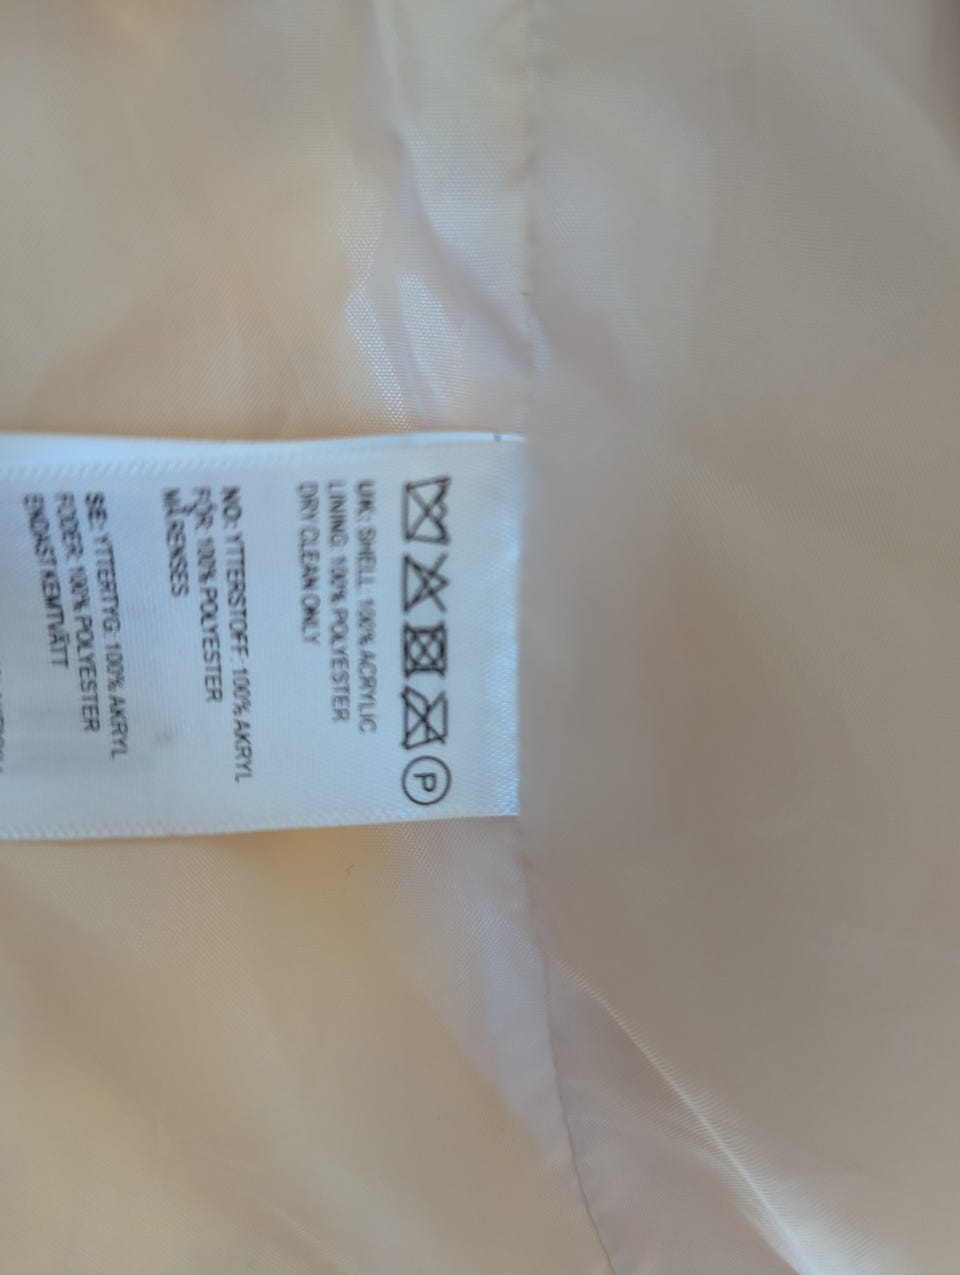 P
UK: SHELL 100% ACRYLIC
LINING: 100% POLYESTER
DRY CLEAN ONLY
NO: YTTERSTOFF: 100% AKRYL
FÔR: 100% POLYESTER
MÅ RENSES
SE: YTTERTYG: 100% AKRYL
FODER: 100% POLYESTER
ENDAST KEMTVÄTT